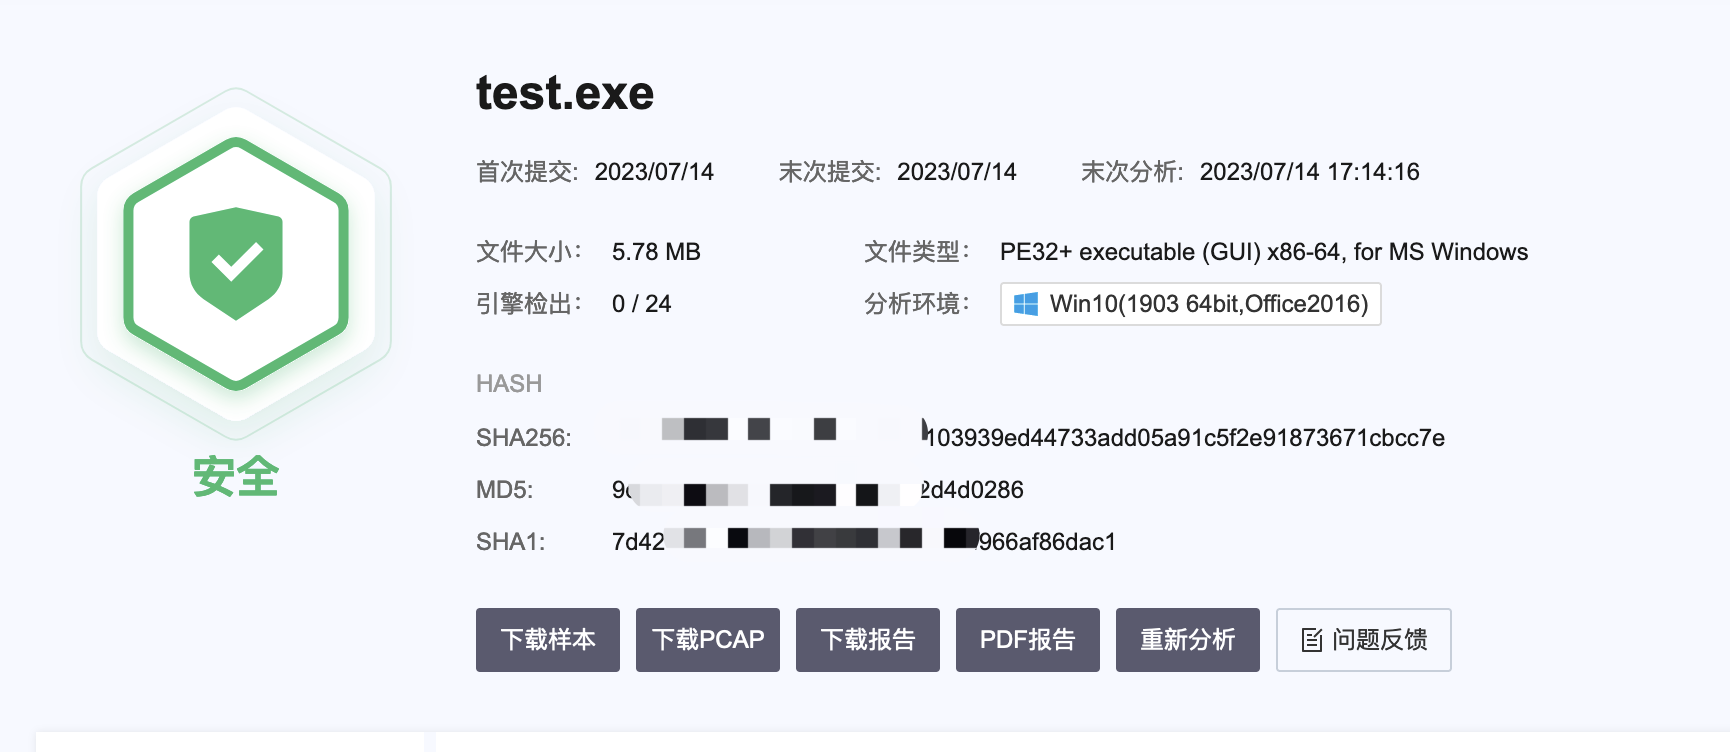 test.exe
首次提交: 2023/07/14 末次提交: 2023/07/14 末次分析: 2023/07/14 17:14:16
文件大小： 5.78 MB 文件类型： PE32+ executable (GUI) x86-64, for MS Windows
引擎检出： 0 / 24 分析环境： Win10(1903 64bit,Office2016)
安全
HASH
SHA256: 103939ed44733add05a91c5f2e91873671cbcc7e
MD5: 9 2d4d0286
SHA1: 7d42 966af86dac1
下载样本 下载PCAP 下载报告 PDF报告 重新分析 问题反馈